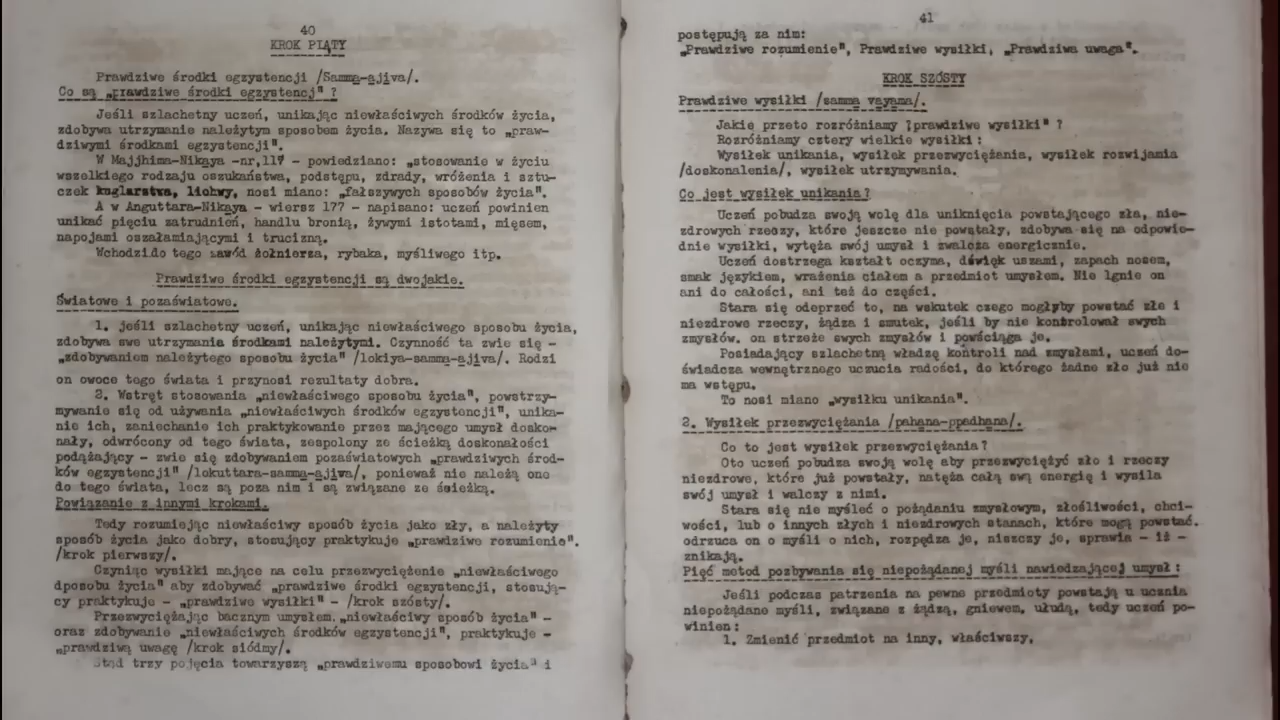 40
KROK PIĄTY
Prawdziwe środki egzystencji /Samma-ajiva/.
Co są „prawdziwe środki egzystencj" ?
Jeśli szlachetny uczeń, unikając niewłaściwych środków życia,
zdobywa utrzymanie należytym sposobem życia. Nazywa się to „praw-
dziwymi środkami egzystencji".
W Majjhima-Nikaya -nr,117 - powiedziano: „stosowanie w życiu
wszelkiego rodzaju oszukaństwa, podstępu, zdrady, wróżenia i sztu-
czek kuglarstwa, lichwy, nosi miano: „fałszywych sposobów życia".
A w Anguttara-Nikaya - wiersz 177 - napisano: uczeń powinien
unikać pięciu zatrudnień, handlu bronią, żywymi istotami, mięsem,
napojami oszałamiającymi i trucizną.
Wchodzi.do tego zawód żołnierza, rybaka, myśliwego itp.
Prawdziwe środki egzystencji są dwojakie.
Światowe i pozaświatowe.
1. jeśli szlachetny uczeń, unikając niewłaściwego sposobu życia,
zdobywa swe utrzymania środkami należytymi. Czynność ta zwie się -
„zdobywaniem należytego sposobu życia" /lokiya-samma-ajiva/. Rodzi
on owoce tego świata i przynosi rezultaty dobra.
2. Wstręt stosowania „niewłaściwego sposobu życia", powstrzy-
mywanie się od używania „niewłaściwych środków egzystencji", unika-
nie ich, zaniechanie ich praktykowanie przez mającego umysł dosko-
nały, odwrócony od tego świata, zespolony ze ścieżką doskonałości
podążający - zwie się zdobywaniem pozaświatowych „prawdziwych środ-
ków egzystencji" /lokuttara-samma-ajiva/, ponieważ nie należą one
do tego świata, lecz są poza nim i są związane ze ścieżką.
Powiązanie z innymi krokami.
Tedy rozumiejąc niewłaściwy sposób życia jako zły, a należyty
sposób życia jako dobry, stosujący praktykuje „prawdziwe rozumienie".
/krok pierwszy/.
Czyniąc wysiłki mające na celu przezwyciężenie „niewłaściwego
dposobu życia" aby zdobywać „prawdziwe środki egzystencji, stosują-
cy praktykuje - „prawdziwe wysiłki" - /krok szósty/.
Przezwyciężając bacznym umysłem.„niewłaściwy sposób życia" -
oraz zdobywanie „niewłaściwych środków egzystencji", praktykuje -
„prawdziwą uwagę /krok siódmy/.
Stąd trzy pojęcia towarzyszą „prawdziwemu sposobowi życia" i
41
postępują za nim:
„Prawdziwe rozumienie", Prawdziwe wysiłki, „Prawdziwa uwaga".
KROK SZÓSTY
Prawdziwe wysiłki /samma vayama/.
Jakie przeto rozróżniamy prawdziwe wysiłki" ?
Rozróżniamy cztery wielkie wysiłki :
Wysiłek unikania, wysiłek przezwyciężania, wysiłek rozwijania
/doskonalenia/, wysiłek utrzymywania.
Co jest wysiłek unikania ?
Uczeń pobudza swoją wolę dla uniknięcia powstającego zła, nie-
zdrowych rzeszy, które jeszcze nie powstały, zdobywa się na odpowie-
dnie wysiłki, wytęża swój umysł i zwalcza energicznie.
Uczeń dostrzega kształt oczyma, dźwięk uszami, zapach nosem,
smak językiem, wrażenia ciałem a przedmiot umysłem. Nie lgnie on
ani do całości, ani też do części.
Stara się odeprzeć to, na wskutek czego mogłyby powstać złe i
niezdrowe rzeczy, żądza i smutek, jeśli by nie kontrolował swych
zmysłów. on strzeże swych zmysłów i powściąga je.
Posiadający szlachetną władzę kontroli nad zmysłami, uczeń do-
świadcza wewnętrznego uczucia radości, do którego żadne zło już nie
ma wstępu.
To nosi miano „wysiłku unikania".
2. Wysiłek przezwyciężania /pahana-ppadhana/.
Co to jest wysiłek przezwyciężania ?
Oto uczeń pobudza swoją wolę aby przezwyciężyć zło i rzeczy
niezdrowe, które już powstały, natęża całą swą energię i wysila
swój umysł i walczy z nimi.
Stara się nie myśleć o pożądaniu zmysłowym, złośliwości, chci-
wości, lub o innych złych i niezdrowych stanach, które mogą powstać.
odrzuca on o myśli o nich, rozpędza je, niszczy je, sprawia - iż -
znikają.
Pięć metod pozbywania się niepożądanej myśli nawiedzającej umysł :
Jeśli podczas patrzenia na pewne przedmioty powstają u ucznia
niepożądane myśli, związane z żądzą, gniewem, ułudą, tedy uczeń po-
winien :
1. Zmienić przedmiot na inny, właściwszy,